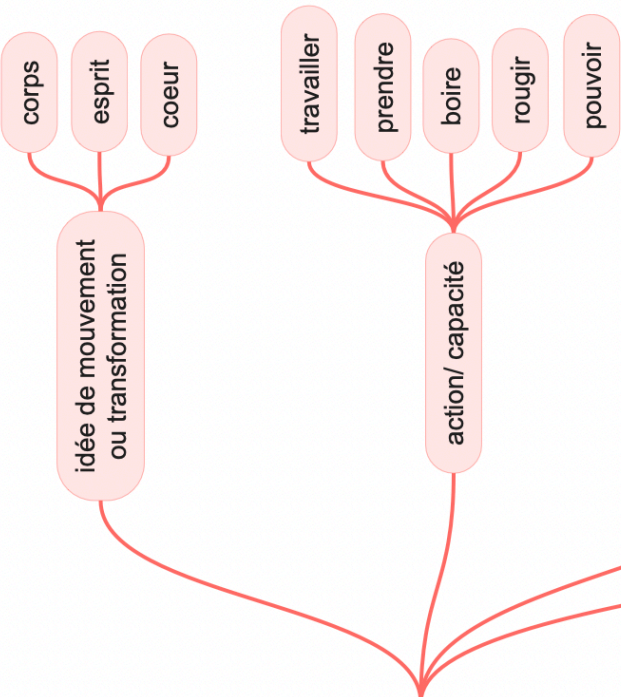 corps
esprit
coeur
travailler
prendre
boire
rougir
pouvoir
idée de mouvement
ou transformation
action/ capacité